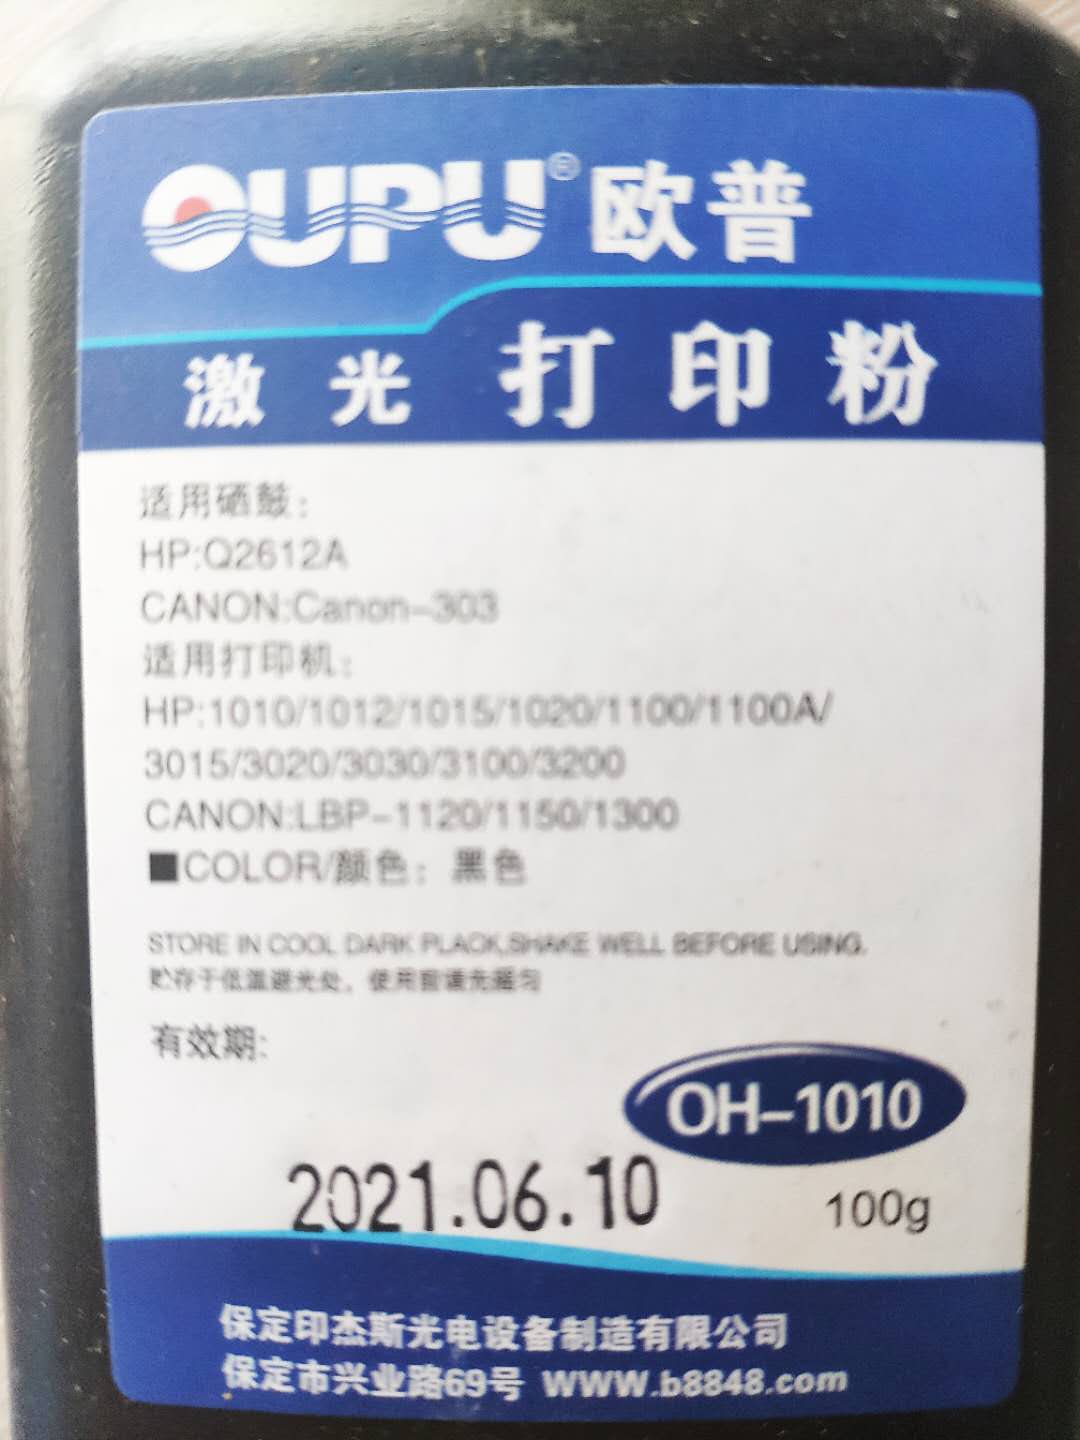 OUPU® 欧普
激光打印粉
适用硒鼓：
HP:Q2612A
CANON:Canon-303
适用打印机：
HP:1010/1012/1015/1020/1100/1100A/
3015/3020/3030/3100/3200
CANON:LBP-1120/1150/1300
■COLOR/颜色：黑色
STORE IN COOL DARK PLACK,SHAKE WELL BEFORE USING.
贮存于低温避光处，使用前请先摇匀
有效期:
OH-1010
2021.06.10
100g
保定印杰斯光电设备制造有限公司
保定市兴业路69号 WWW.b8848.com